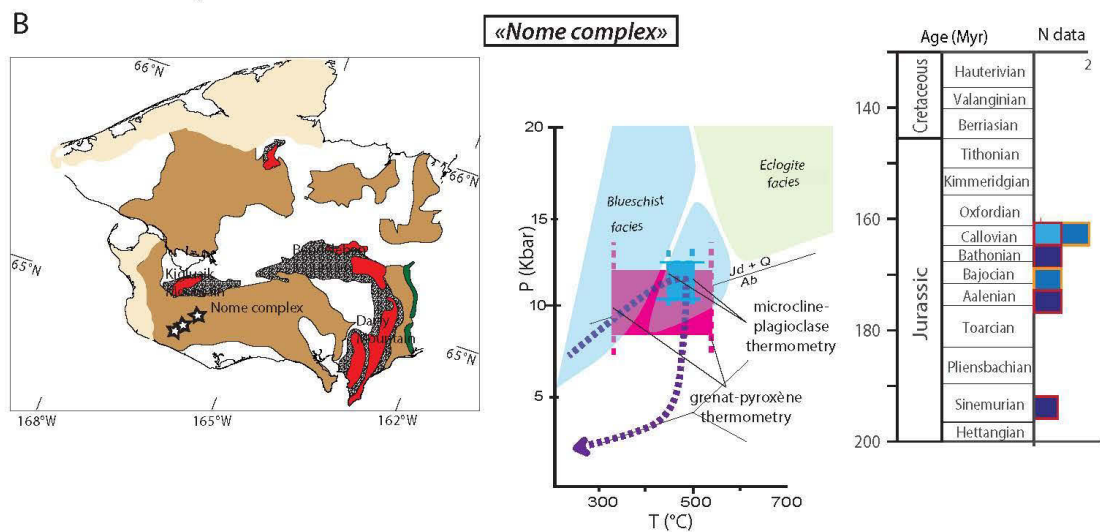 B
«Nome complex»
66°N
66°N
65°N
65°N
Kigluaik
Nome complex
Darby
Mountain
168°W
165°W
162°W
20
15
10
5
P (Kbar)
300
500
700
T (°C)
Blueschist
facies
Eclogite
facies
Jd + Q
Ab
microcline-
plagioclase
thermometry
grenat-pyroxène
thermometry
Age (Myr)
N data
2
Cretaceous
Jurassic
140
160
180
200
Hauterivian
Valanginian
Berriasian
Tithonian
Kimmeridgian
Oxfordian
Callovian
Bathonian
Bajocian
Aalenian
Toarcian
Pliensbachian
Sinemurian
Hettangian